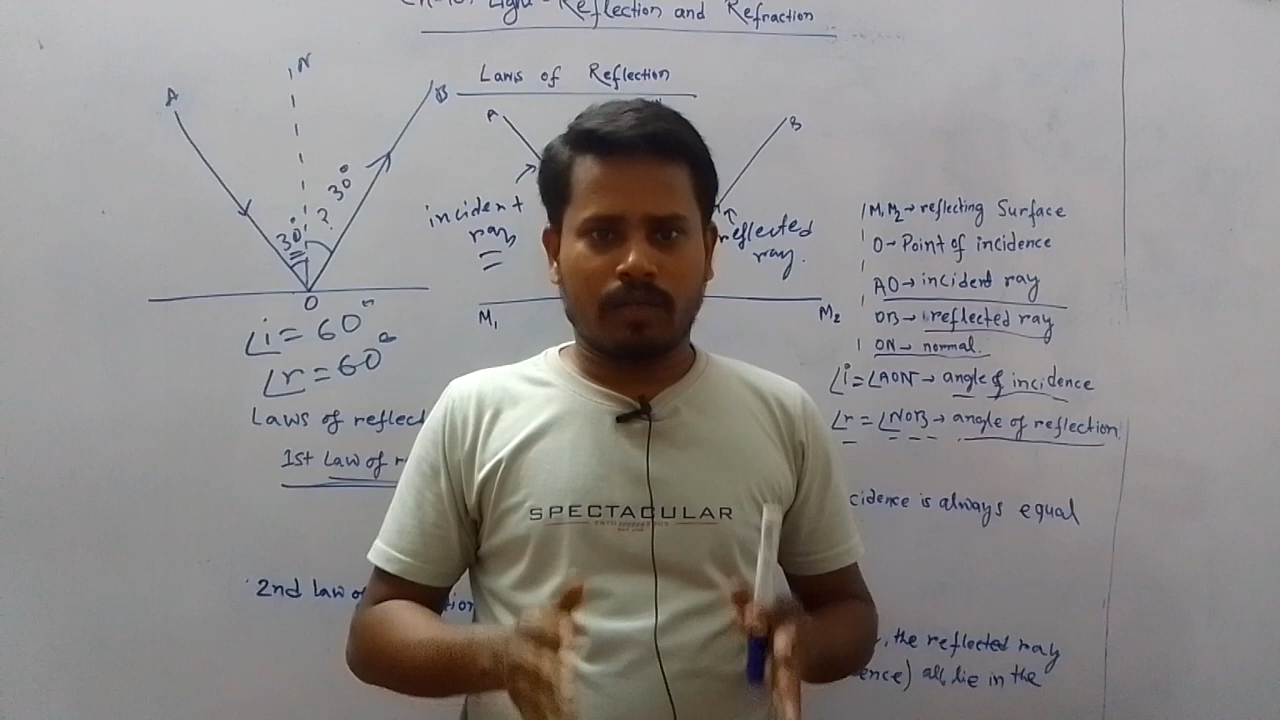 Light - Reflection and Refraction
Laws of Reflection
A
N
B
30°
? 30°
O
∠i = 60°
∠r = 60°
A
B
incident
ray
reflected
ray.
M₁
M₂
M₁M₂ → reflecting Surface
O → Point of incidence
AO → incident ray
OB → reflected ray
ON → normal.
∠i = ∠AON → angle of incidence
∠r = ∠NOB → angle of reflection
Laws of reflect
1st Law of r
cidence is always equal
2nd law of
tion
, the reflected ray
ence) all lie in the
SPECTACULAR